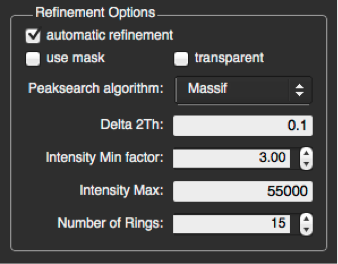 Refinement Options
automatic refinement
use mask transparent
Peaksearch algorithm: Massif
Delta 2Th: 0.1
Intensity Min factor: 3.00
Intensity Max: 55000
Number of Rings: 15